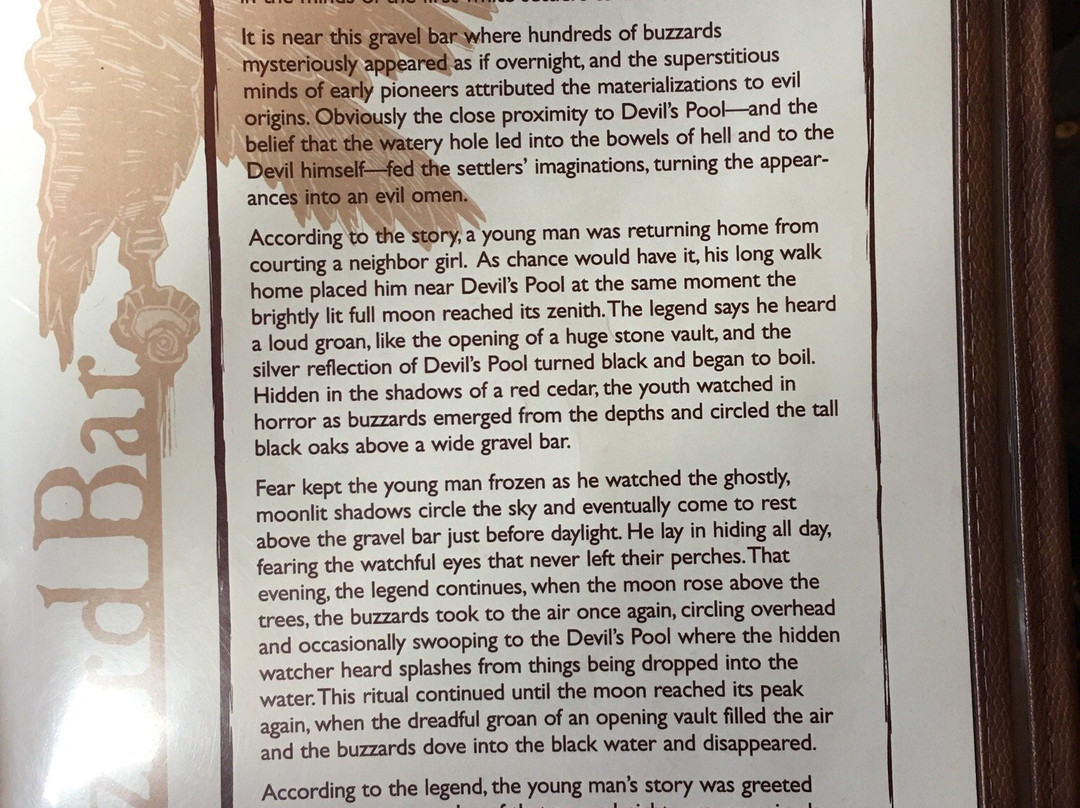 It is near this gravel bar where hundreds of buzzards
mysteriously appeared as if overnight, and the superstitious
minds of early pioneers attributed the materializations to evil
origins. Obviously the close proximity to Devil's Pool—and the
belief that the watery hole led into the bowels of hell and to the
Devil himself—fed the settlers' imaginations, turning the appear-
ances into an evil omen.
According to the story, a young man was returning home from
courting a neighbor girl. As chance would have it, his long walk
home placed him near Devil's Pool at the same moment the
brightly lit full moon reached its zenith. The legend says he heard
a loud groan, like the opening of a huge stone vault, and the
silver reflection of Devil's Pool turned black and began to boil.
Hidden in the shadows of a red cedar, the youth watched in
horror as buzzards emerged from the depths and circled the tall
black oaks above a wide gravel bar.
Fear kept the young man frozen as he watched the ghostly,
moonlit shadows circle the sky and eventually come to rest
above the gravel bar just before daylight. He lay in hiding all day,
fearing the watchful eyes that never left their perches. That
evening, the legend continues, when the moon rose above the
trees, the buzzards took to the air once again, circling overhead
and occasionally swooping to the Devil's Pool where the hidden
watcher heard splashes from things being dropped into the
water. This ritual continued until the moon reached its peak
again, when the dreadful groan of an opening vault filled the air
and the buzzards dove into the black water and disappeared.
According to the legend, the young man's story was greeted
rd Bar